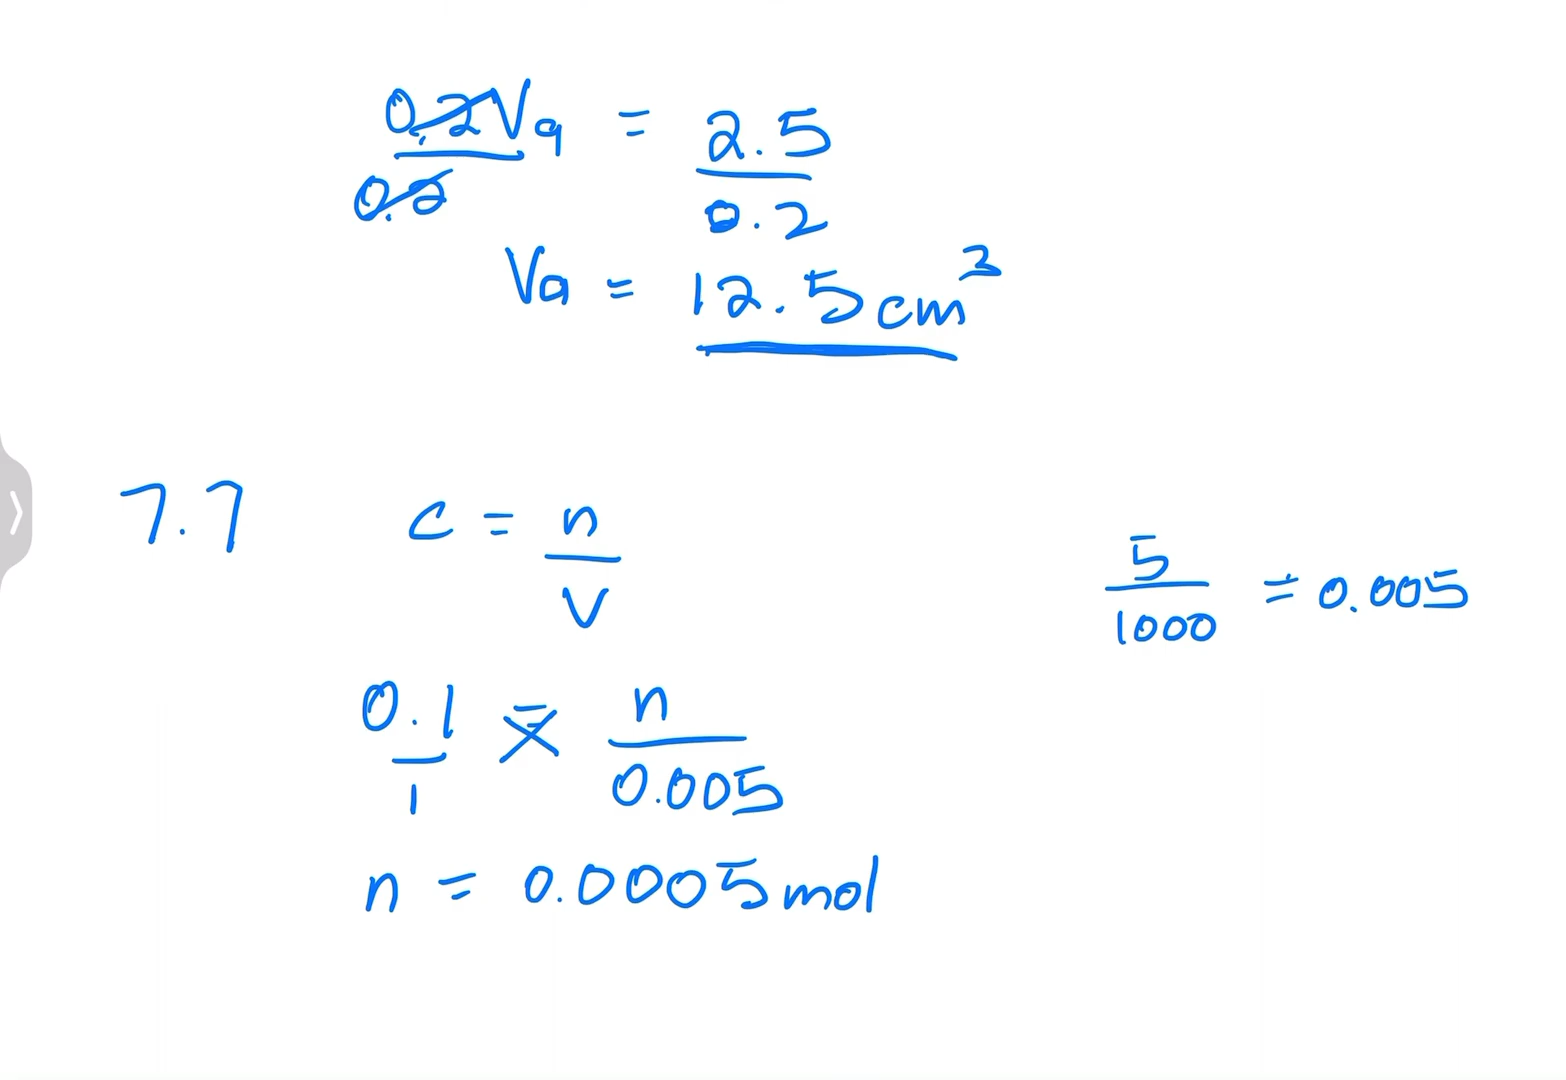 0.2Va = 2.5
0.2 0.2
Va = 12.5cm³
7.7 c = n
V
5
1000 = 0.005
0.1 = n
1 0.005
n = 0.0005mol